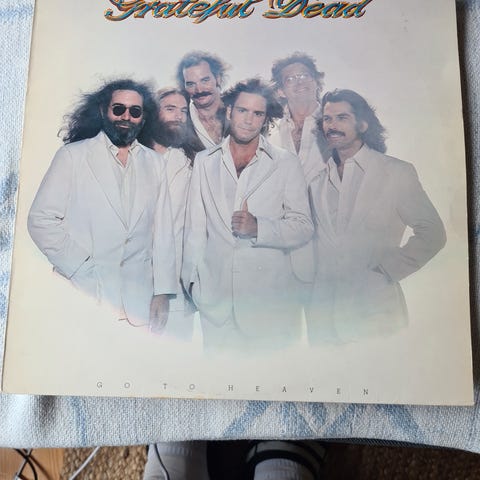 Grateful Dead
GO TO HEAVEN